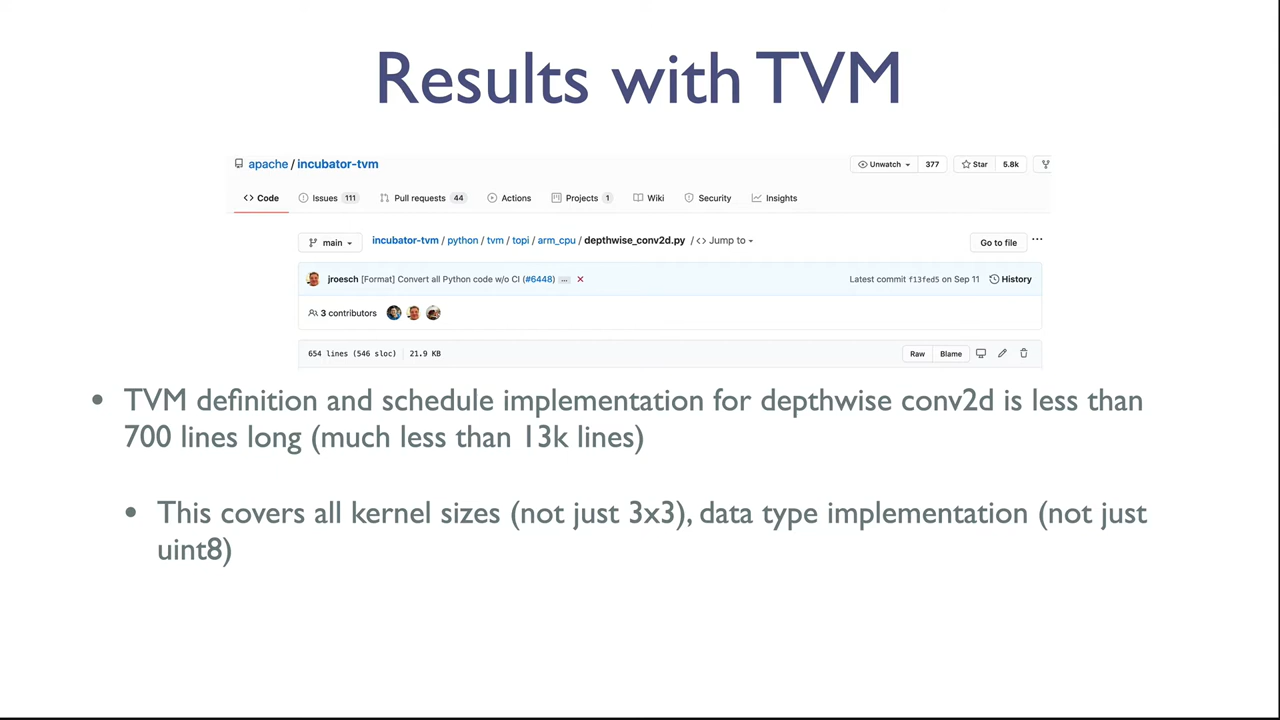 Results with TVM
apache / incubator-tvm
Unwatch 377 Star 5.8k
Code Issues 111 Pull requests 44 Actions Projects 1 Wiki Security Insights
main incubator-tvm / python / tvm / topi / arm_cpu / depthwise_conv2d.py / <> Jump to Go to file ...
jroesch [Format] Convert all Python code w/o CI (#6448) ... Latest commit f13fed5 on Sep 11 History
3 contributors
654 lines (546 sloc) 21.9 KB Raw Blame
• TVM definition and schedule implementation for depthwise conv2d is less than
700 lines long (much less than 13k lines)
• This covers all kernel sizes (not just 3x3), data type implementation (not just
uint8)